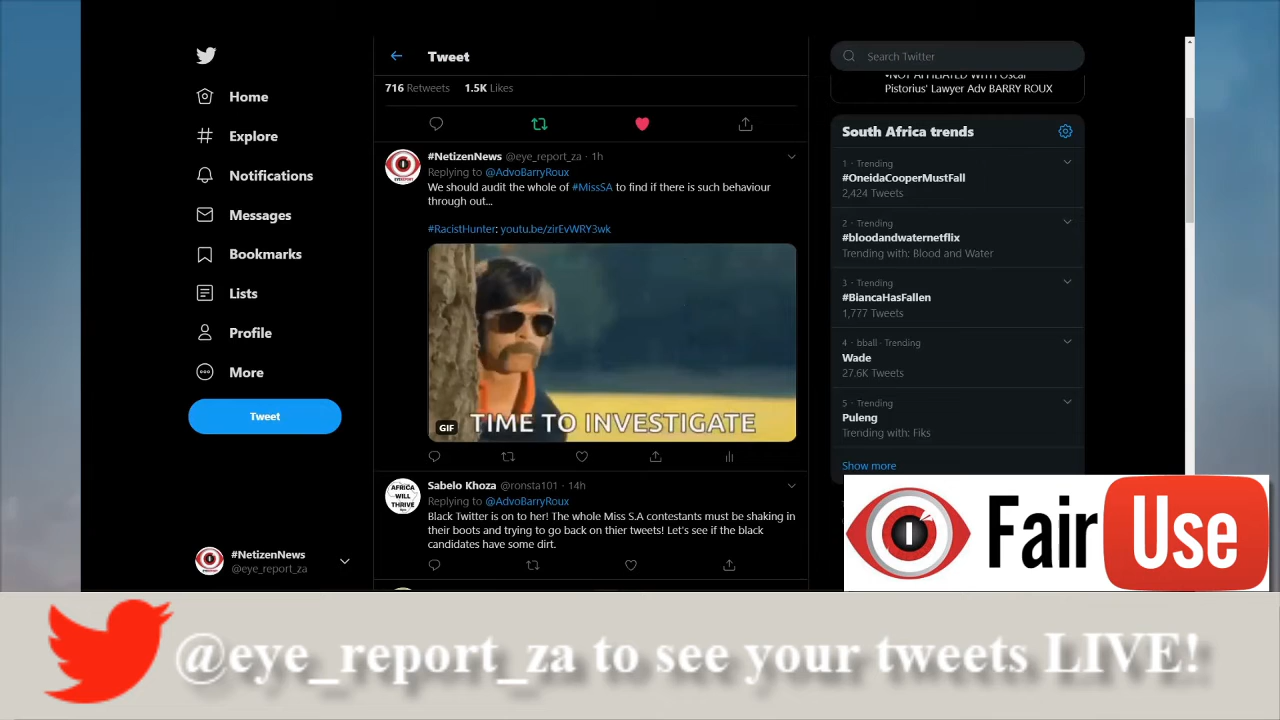 Home
Explore
Notifications
Messages
Bookmarks
Lists
Profile
More
Tweet
#NetizenNews
@eye_report_za
Tweet
716 Retweets 1.5K Likes
#NetizenNews @eye_report_za · 1h
Replying to @AdvoBarryRoux
We should audit the whole of #MissSA to find if there is such behaviour
through out...
#RacistHunter: youtu.be/zirEvWRY3wk
TIME TO INVESTIGATE
GIF
AFRICA
WILL
THRIVE
Sabelo Khoza @ronsta101 · 14h
Replying to @AdvoBarryRoux
Black Twitter is on to her! The whole Miss S.A contestants must be shaking in
their boots and trying to go back on thier tweets! Let's see if the black
candidates have some dirt.
Search Twitter
•NOT AFFILIATED WITH Oscar
Pistorius' Lawyer Adv BARRY ROUX
South Africa trends
1 · Trending
#OneidaCooperMustFall
2,424 Tweets
2 · Trending
#bloodandwaternetflix
Trending with: Blood and Water
3 · Trending
#BiancaHasFallen
1,777 Tweets
4 · bball · Trending
Wade
27.6K Tweets
5 · Trending
Puleng
Trending with: Fiks
Show more
Fair Use
@eye_report_za to see your tweets LIVE!